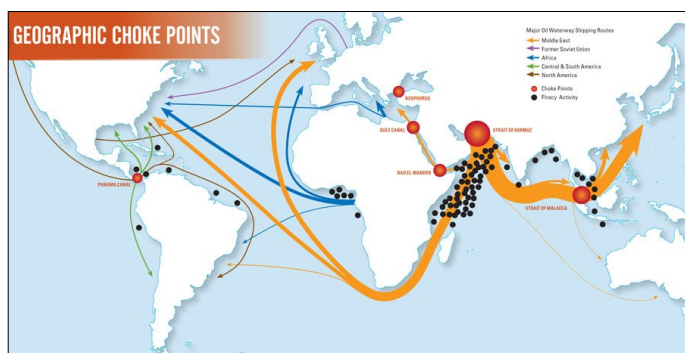 GEOGRAPHIC CHOKE POINTS
Major Oil Waterway Shipping Routes
Middle East
Former Soviet Union
Africa
Central & South America
North America
Choke Points
Piracy Activity
BOSPHORUS
SUEZ CANAL
STRAIT OF HORMUZ
BAB EL-MANDEB
PANAMA CANAL
STRAIT OF MALACCA